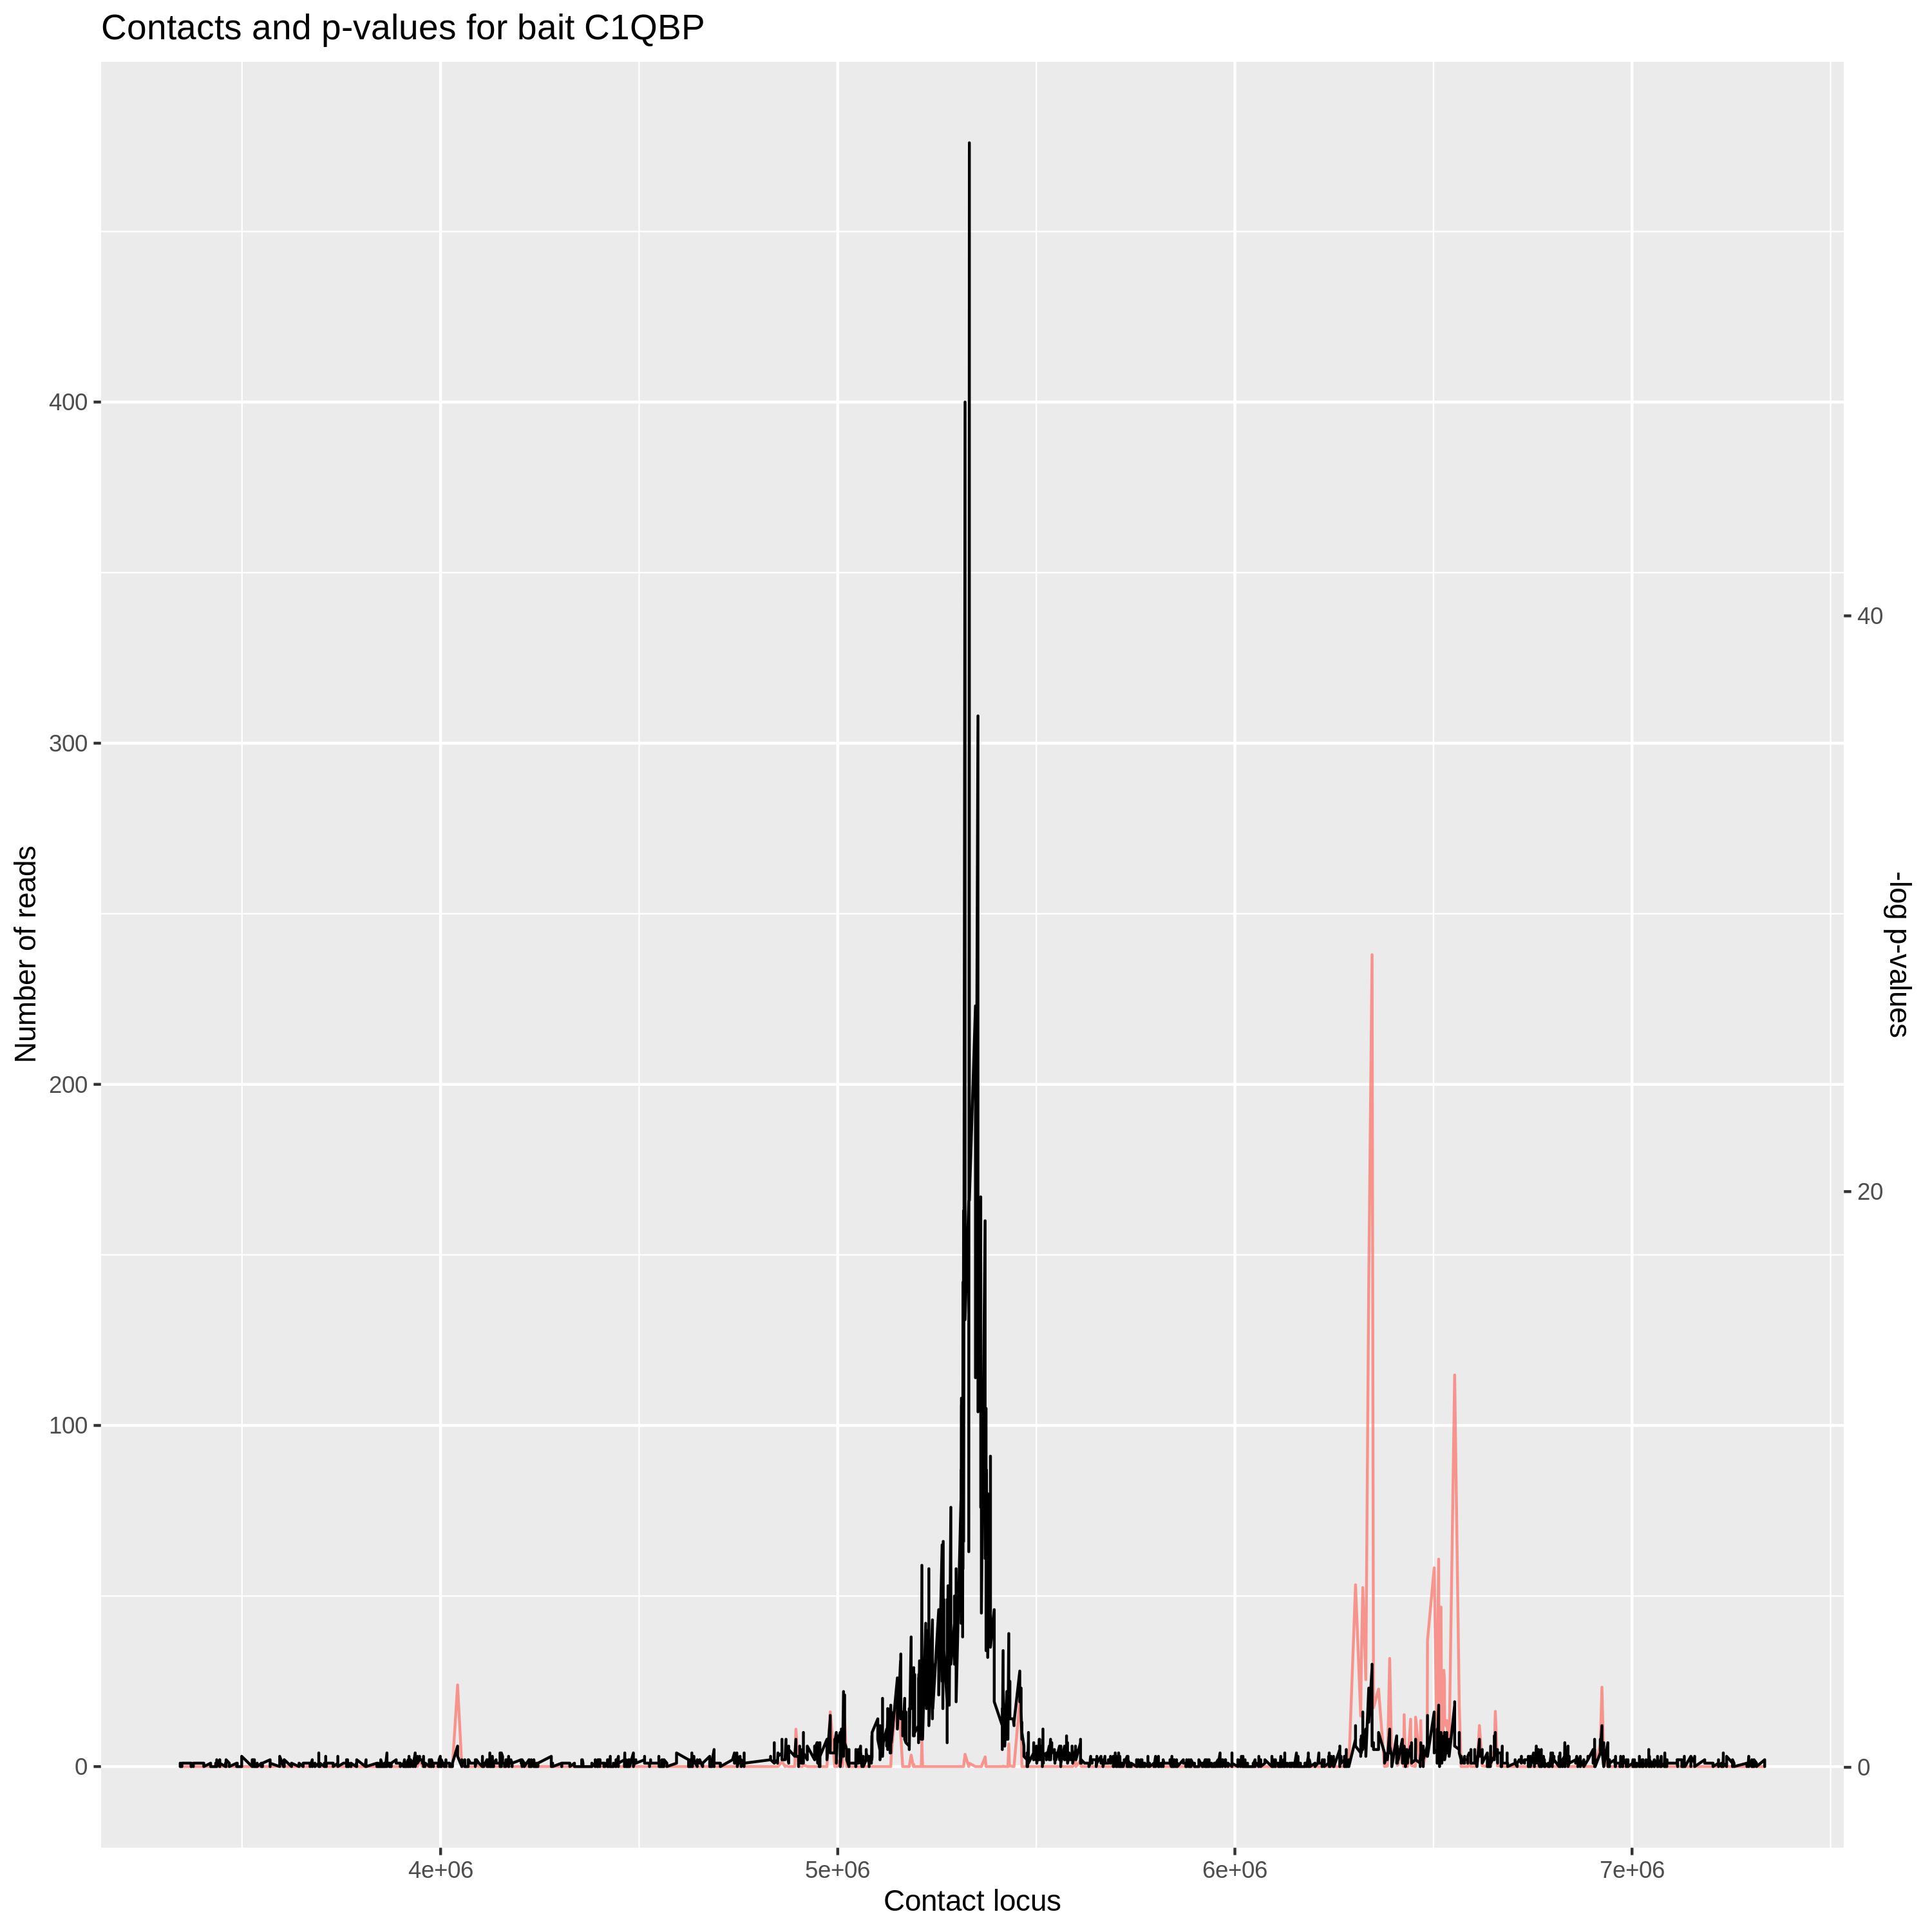 Contacts and p-values for bait C1QBP
Number of reads
400
300
200
100
0
40
20
0
-log p-values
4e+06 5e+06 6e+06 7e+06
Contact locus